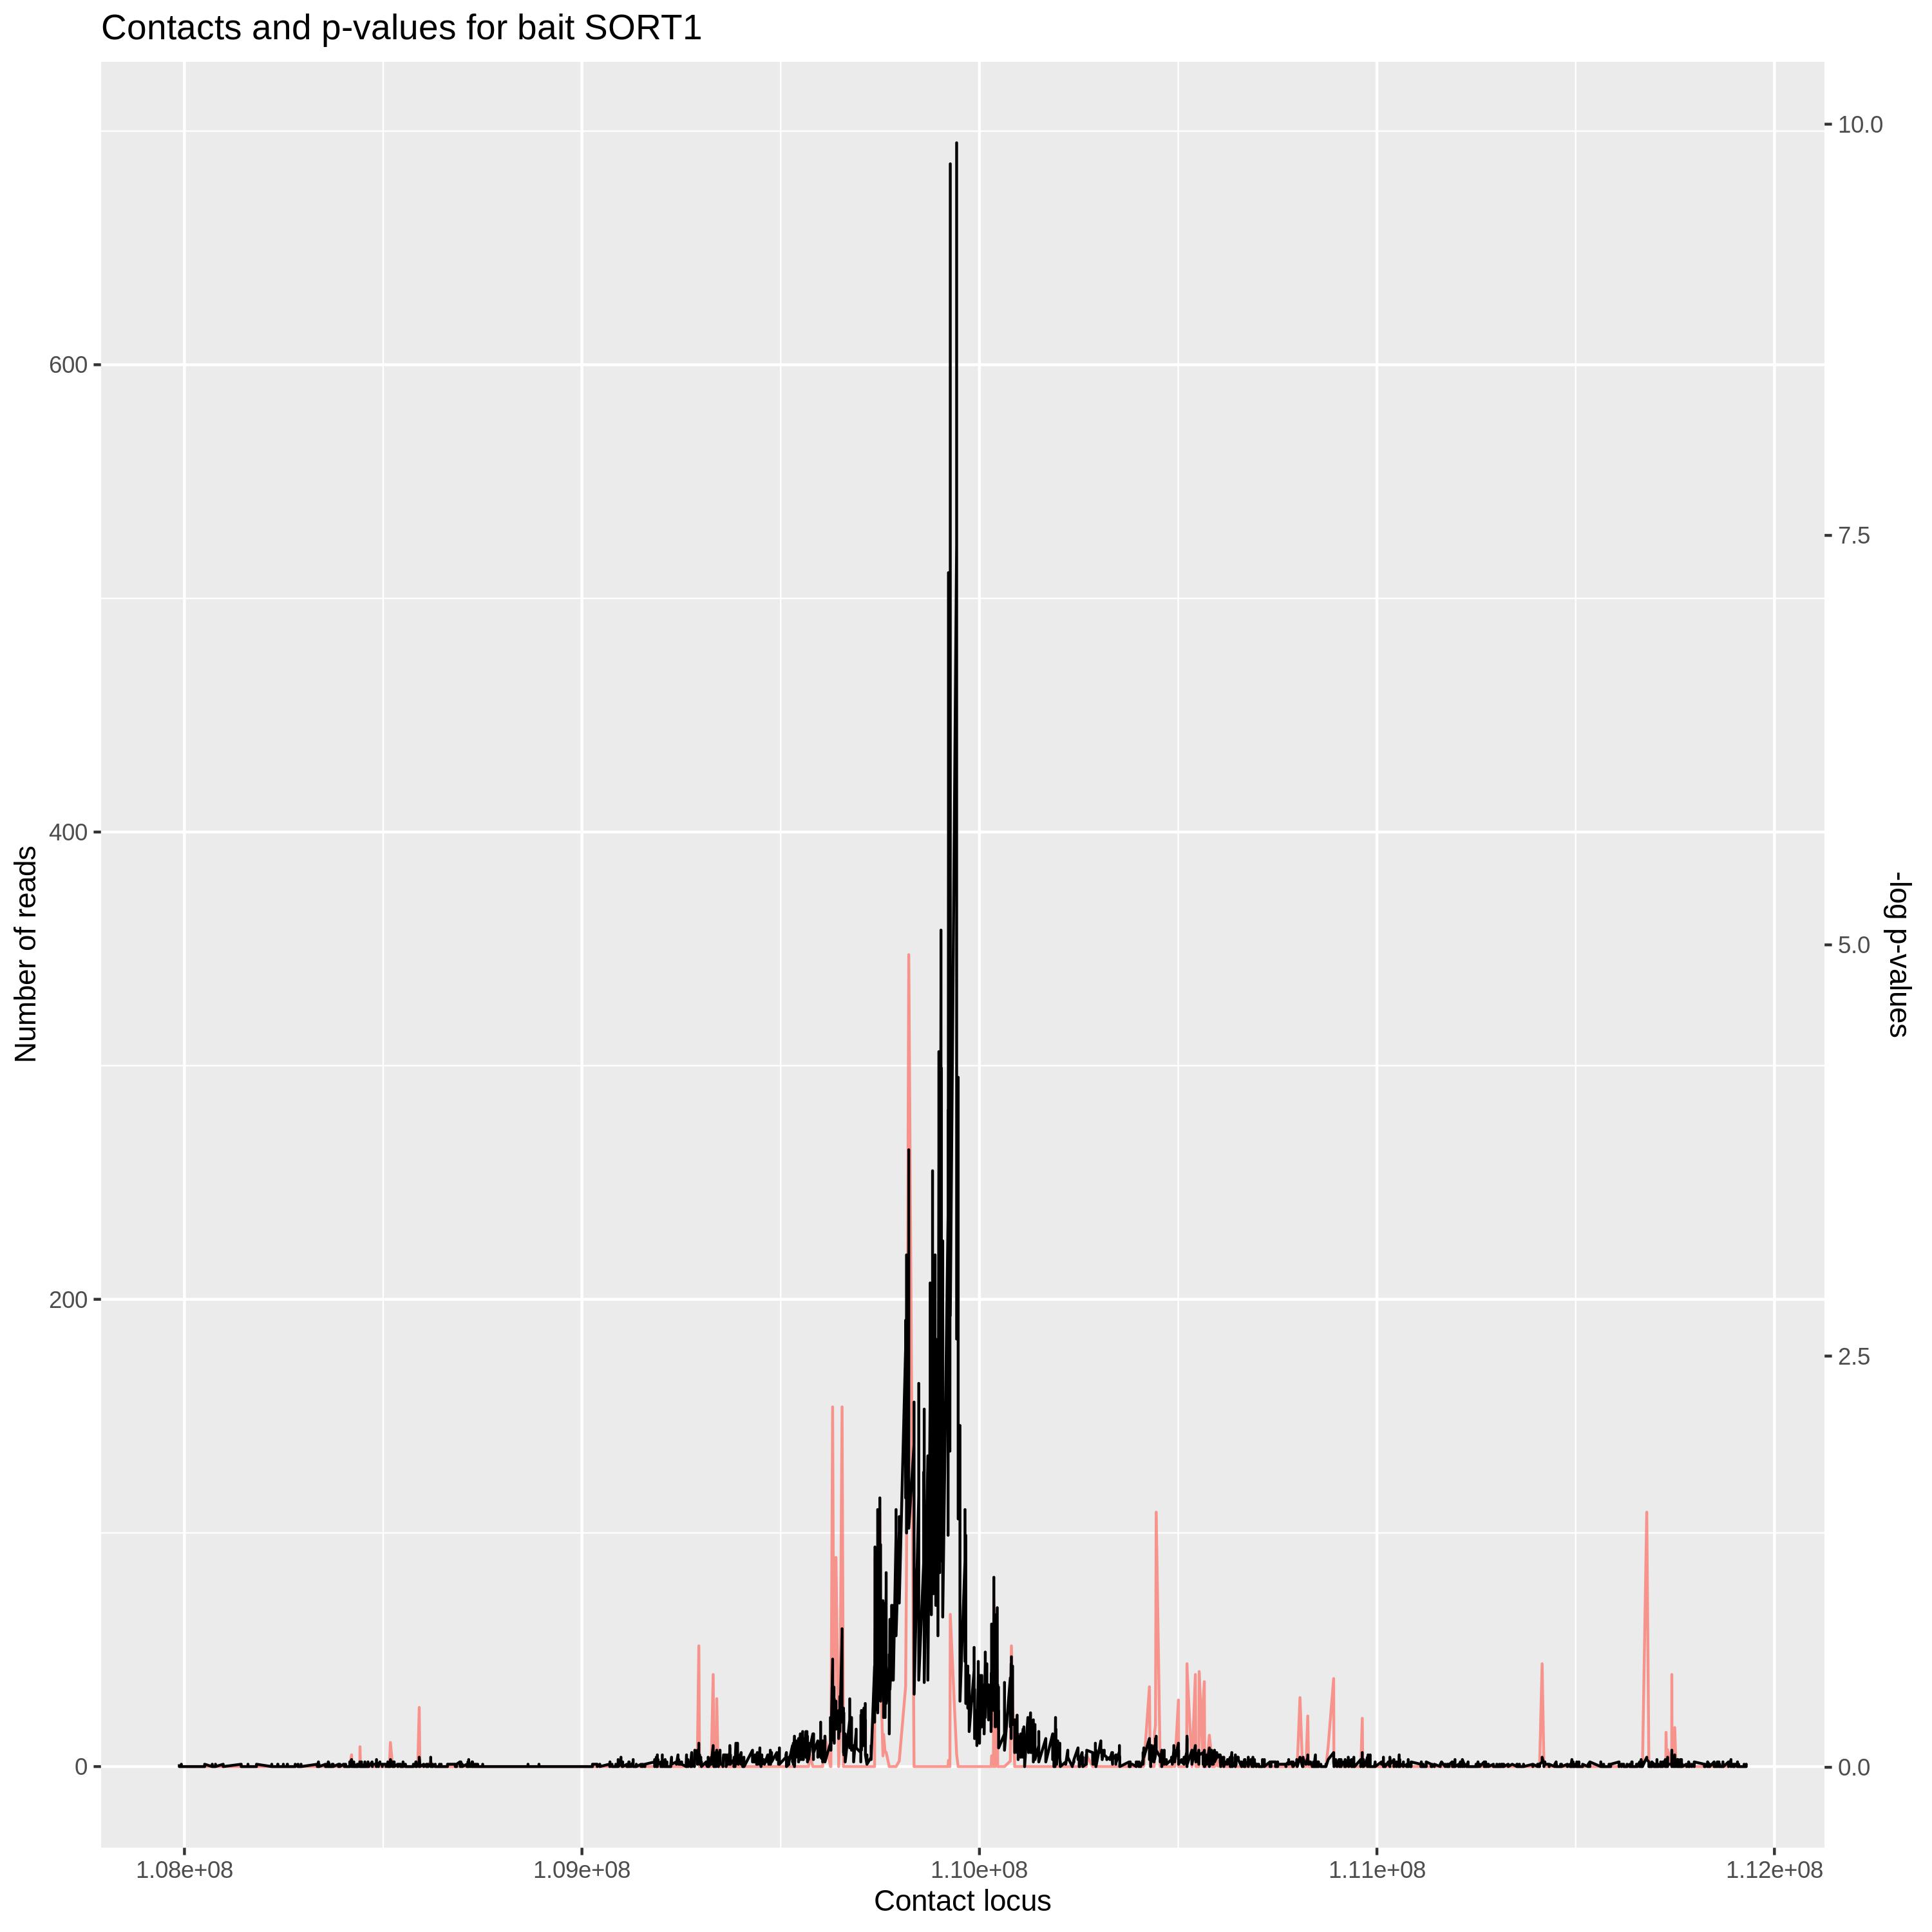 Contacts and p-values for bait SORT1
Number of reads
600
400
200
0
10.0
7.5
5.0
2.5
0.0
-log p-values
1.08e+08
1.09e+08
1.10e+08
1.11e+08
1.12e+08
Contact locus